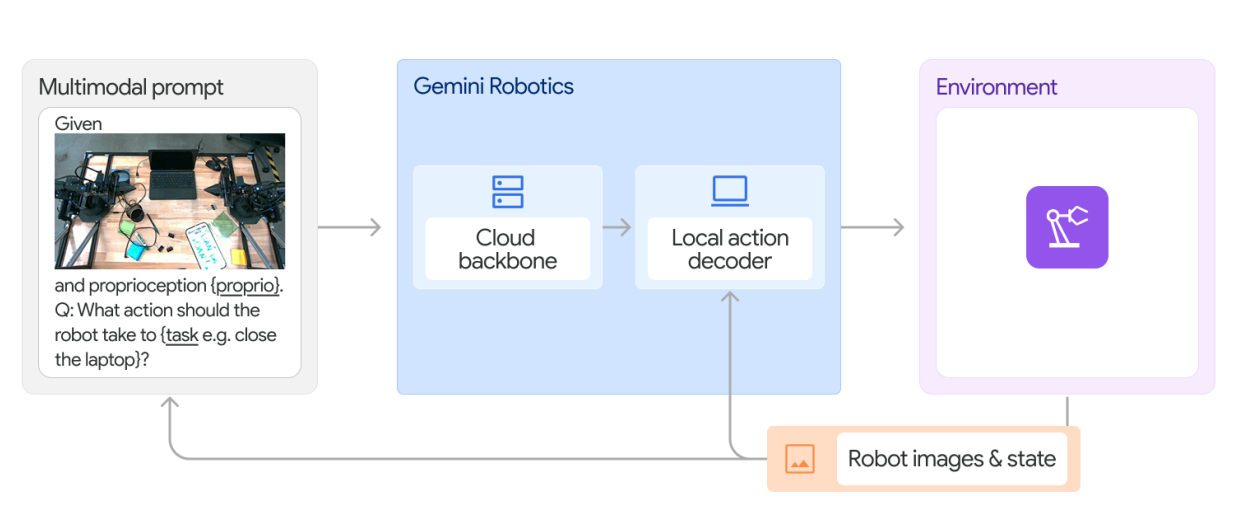 Multimodal prompt
Given
and proprioception {proprio}.
Q: What action should the
robot take to {task e.g. close
the laptop}?
Gemini Robotics
Cloud
backbone
Local action
decoder
Environment
Robot images & state